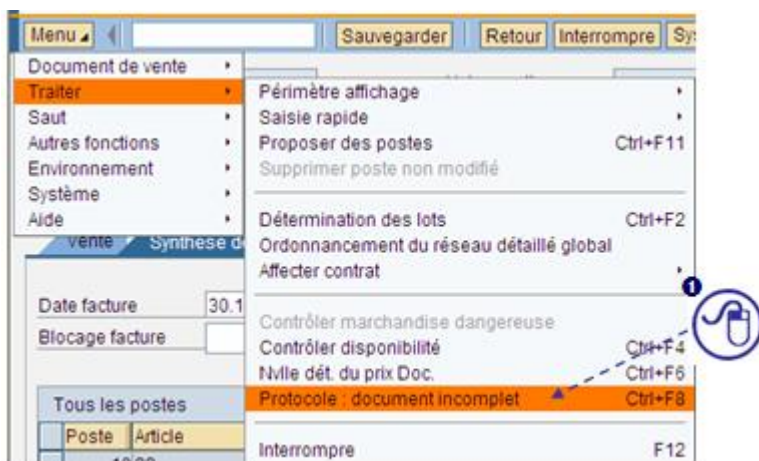 Menu Sauvegarder Retour Interrompre
Document de vente
Traiter
Saut
Autres fonctions
Environnement
Système
Aide
Périmètre affichage
Saisie rapide
Proposer des postes Ctrl+F11
Supprimer poste non modifié
Détermination des lots Ctrl+F2
Ordonnancement du réseau détaillé global
Affecter contrat
Contrôler marchandise dangereuse
Contrôler disponibilité Ctrl+F4
Nvlle dét. du prix Doc. Ctrl+F6
Protocole : document incomplet Ctrl+F8
Interrompre F12
1
Vente Synthèse
Date facture 30.1
Blocage facture
Tous les postes
Poste Article